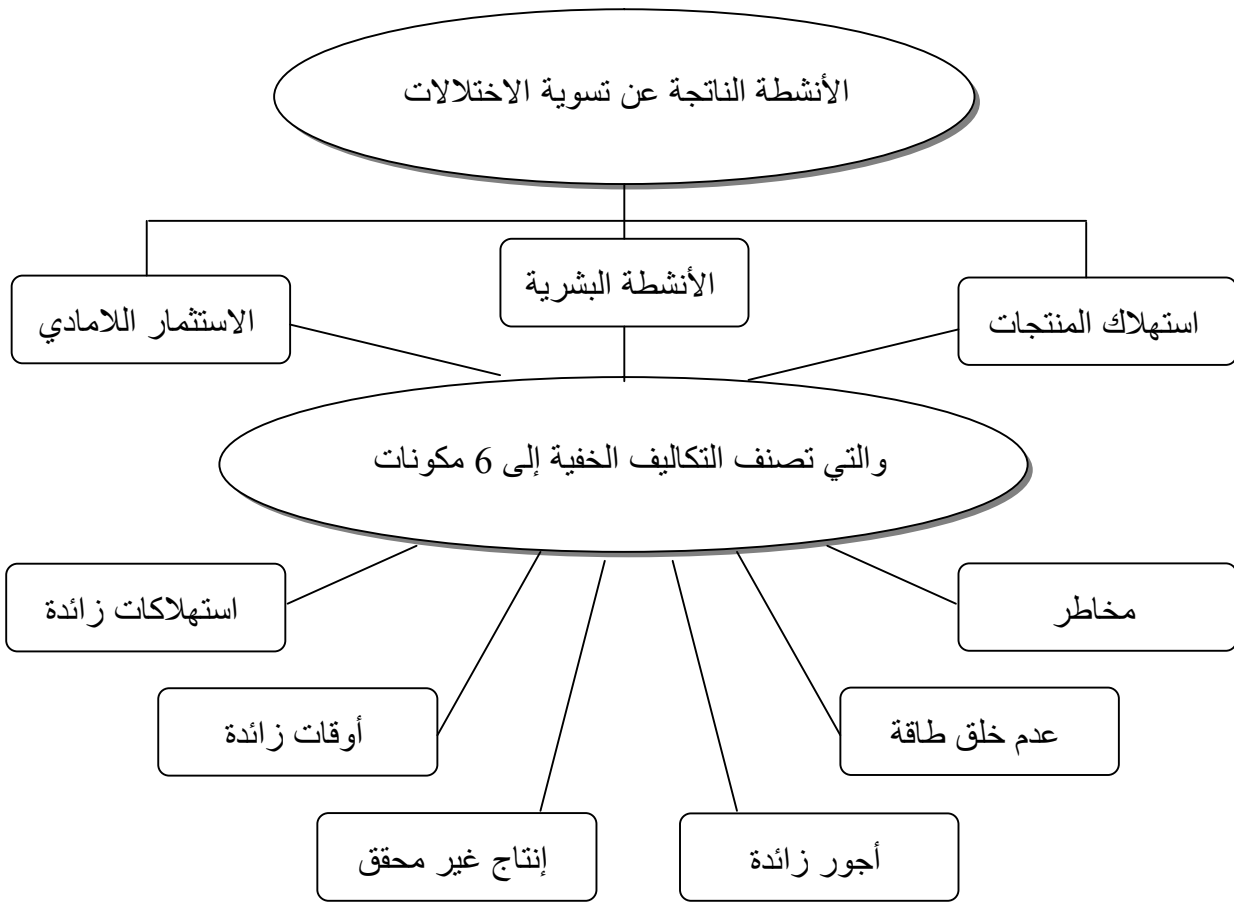 الأنشطة الناتجة عن تسوية الاختلالات
استهلاك المنتجات
الأنشطة البشرية
الاستثمار اللامادي
والتي تصنف التكاليف الخفية إلى 6 مكونات
مخاطر
استهلاكات زائدة
عدم خلق طاقة
أوقات زائدة
أجور زائدة
إنتاج غير محقق